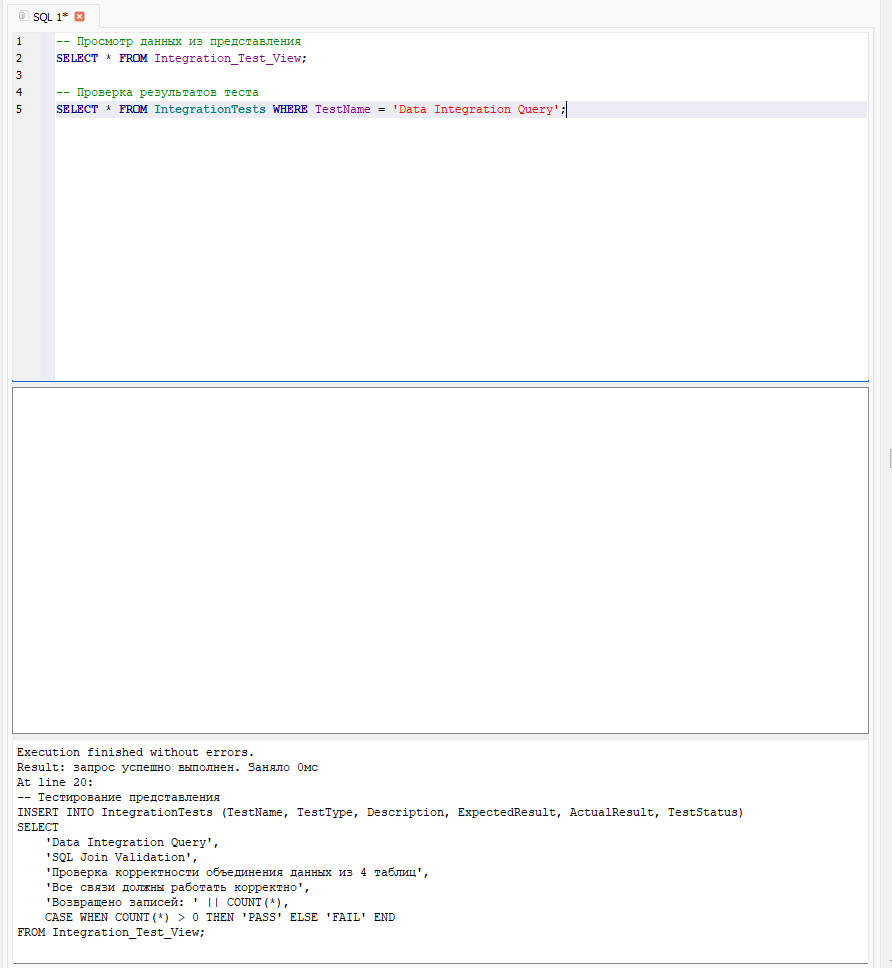 SQL 1*
1 -- Просмотр данных из представления
2 SELECT * FROM Integration_Test_View;
3
4 -- Проверка результатов теста
5 SELECT * FROM IntegrationTests WHERE TestName = 'Data Integration Query';
Execution finished without errors.
Result: запрос успешно выполнен. Заняло 0мс
At line 20:
-- Тестирование представления
INSERT INTO IntegrationTests (TestName, TestType, Description, ExpectedResult, ActualResult, TestStatus)
SELECT
    'Data Integration Query',
    'SQL Join Validation',
    'Проверка корректности объединения данных из 4 таблиц',
    'Все связи должны работать корректно',
    'Возвращено записей: ' || COUNT(*),
    CASE WHEN COUNT(*) > 0 THEN 'PASS' ELSE 'FAIL' END
FROM Integration_Test_View;